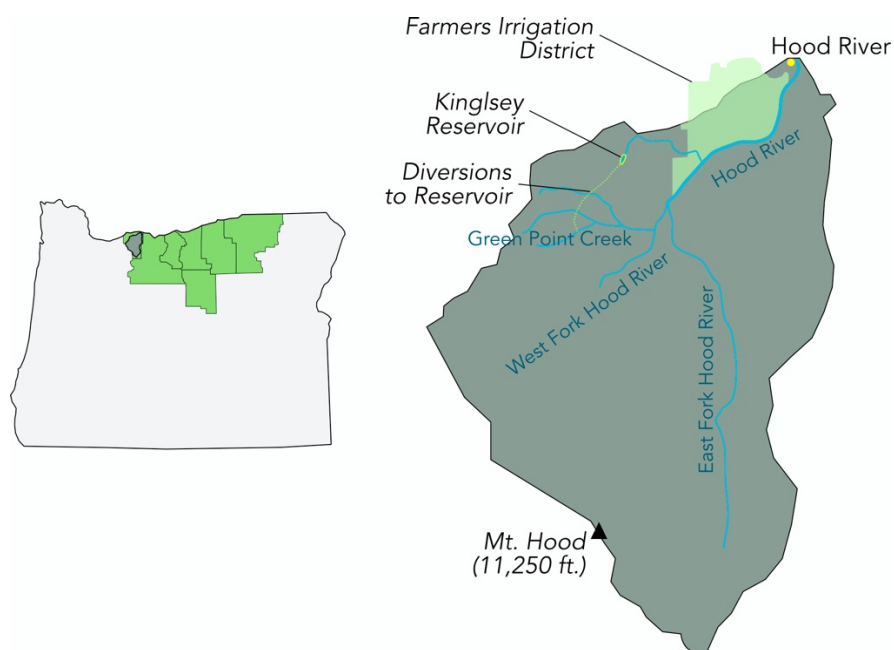 Farmers Irrigation
District
Hood River
Kinglsey
Reservoir
Diversions
to Reservoir
Hood River
Green Point Creek
West Fork Hood River
East Fork Hood River
Mt. Hood
(11,250 ft.)